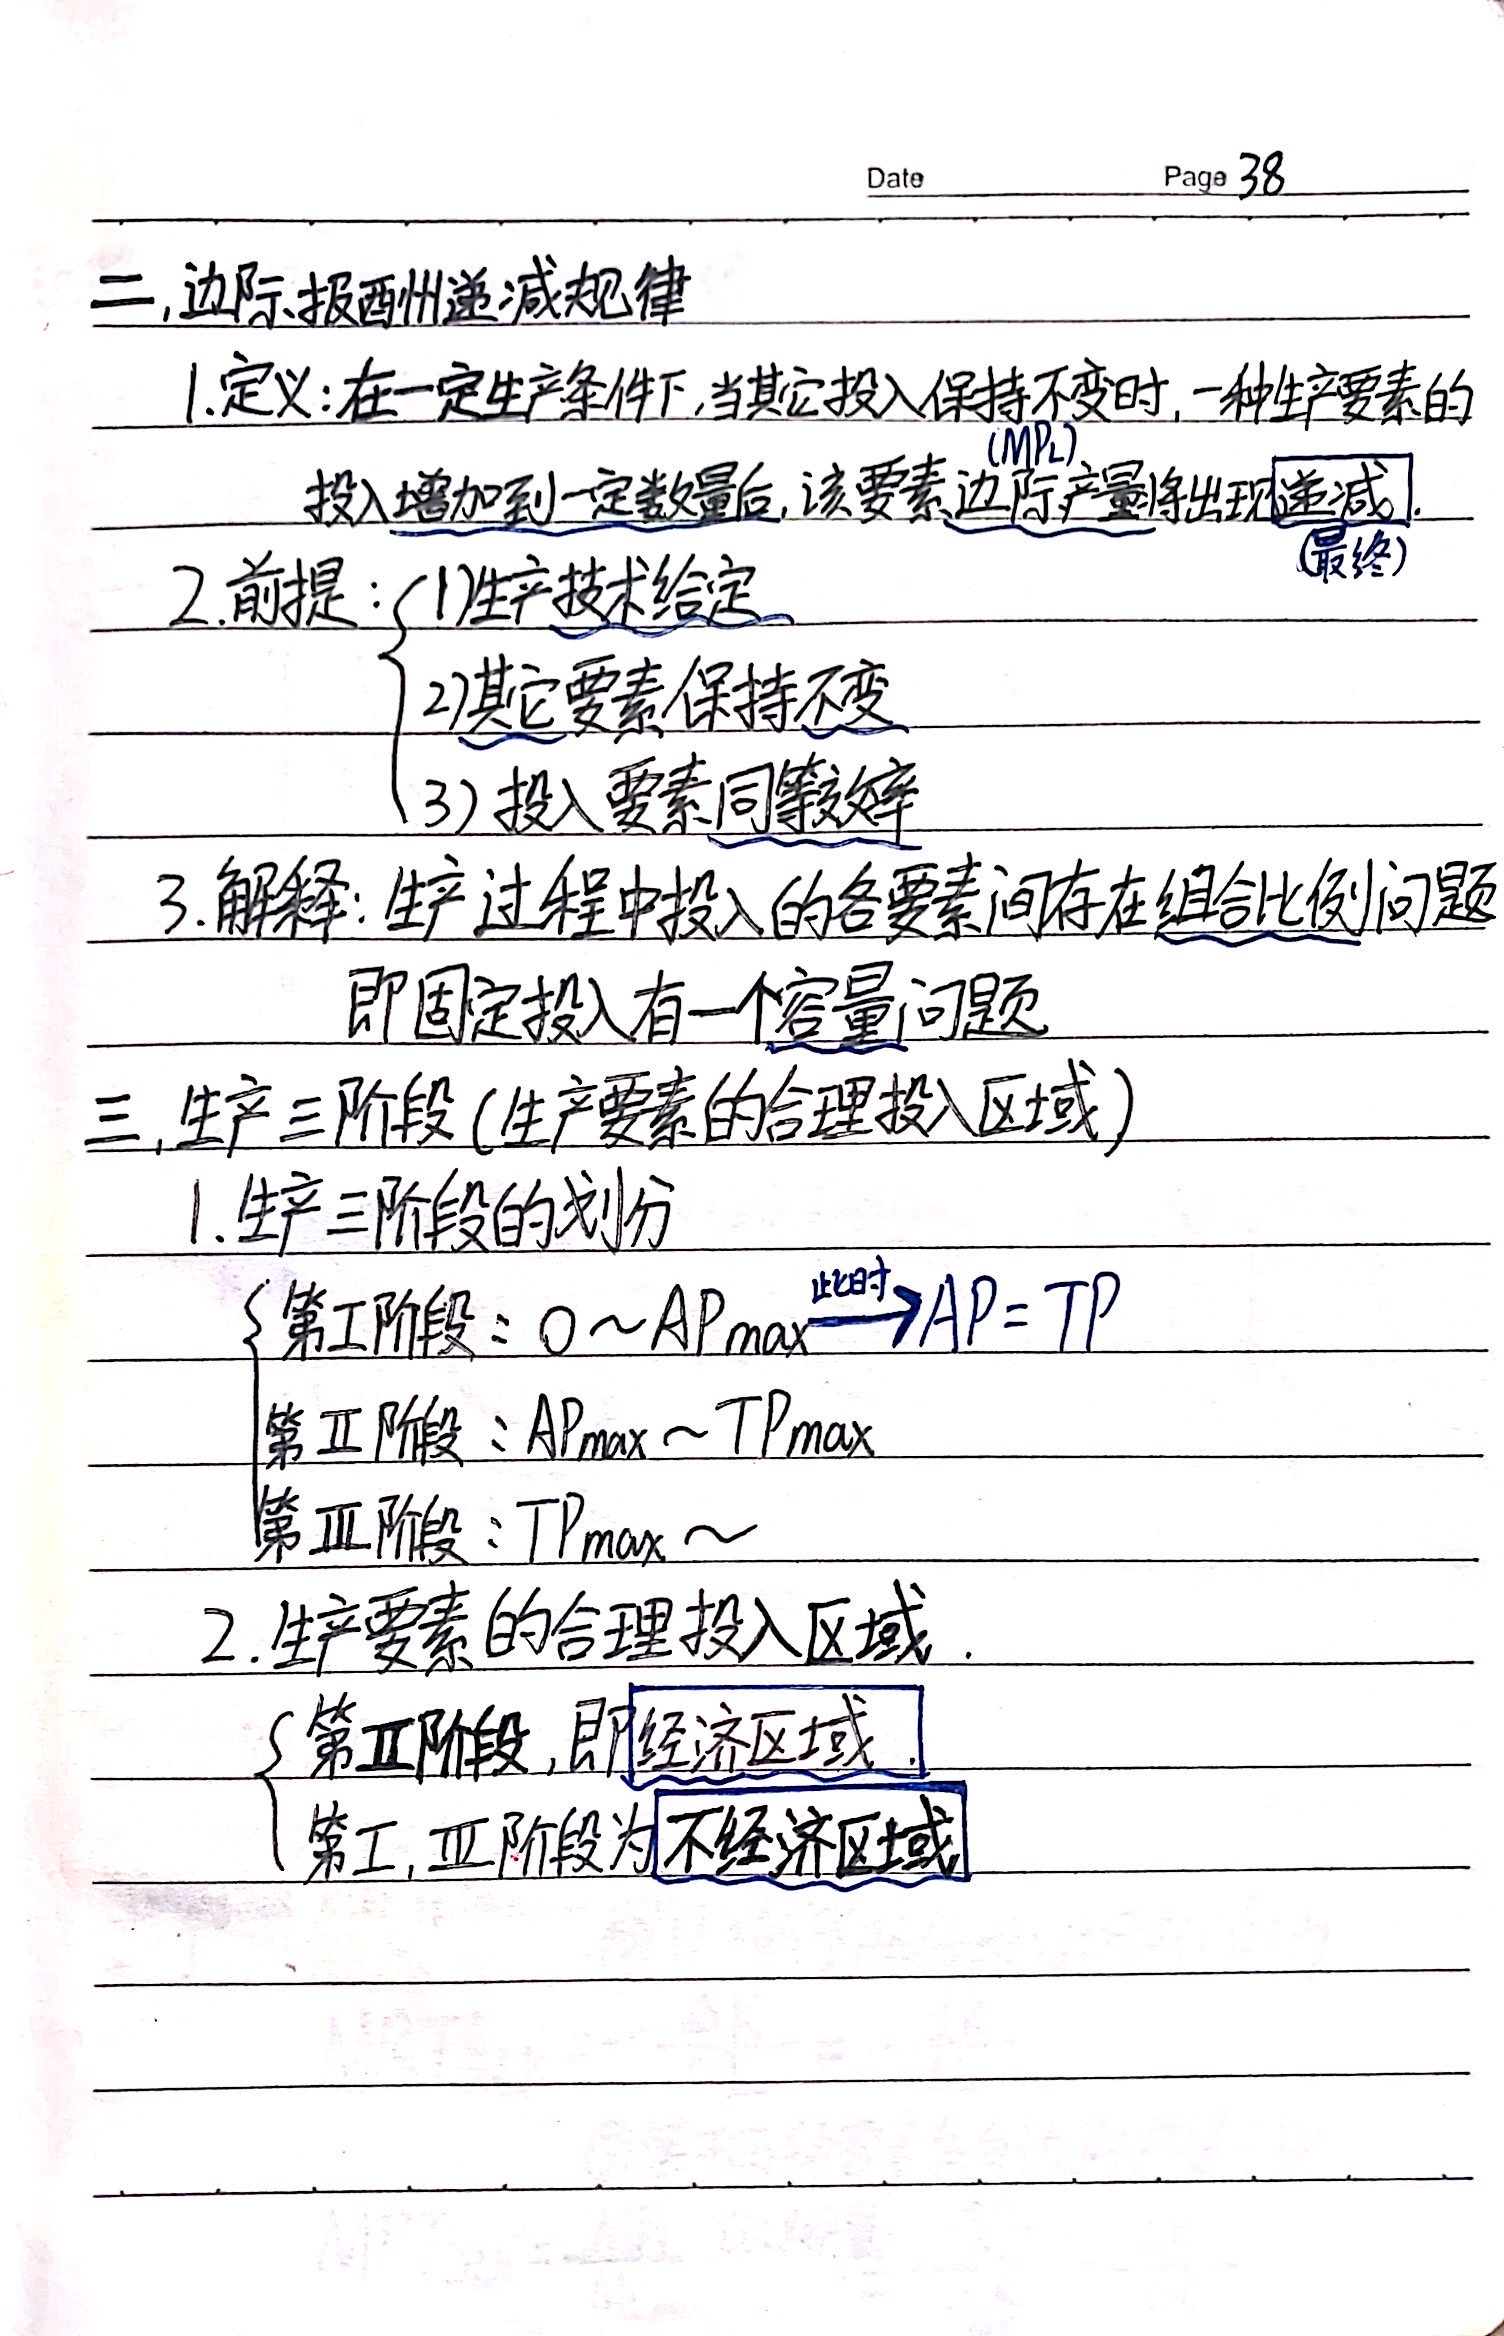 Date Page 38
二,边际报酬递减规律
1.定义:在一定生产条件下,当其它投入保持不变时,一种生产要素的
(MPL)
投入增加到一定数量后,该要素边际产量将出现递减.
(最终)
2.前提:(1)生产技术给定
2)其它要素保持不变
3)投入要素同等效率
3.解释:生产过程中投入的各要素间存在组合比例问题
即固定投入有一个容量问题
三,生产三阶段(生产要素的合理投入区域)
1.生产三阶段的划分
第I阶段:0~APmax 此时→AP=TP
第II阶段:APmax~TPmax
第III阶段:TPmax~
2.生产要素的合理投入区域.
第II阶段,即经济区域.
第I,III阶段为不经济区域